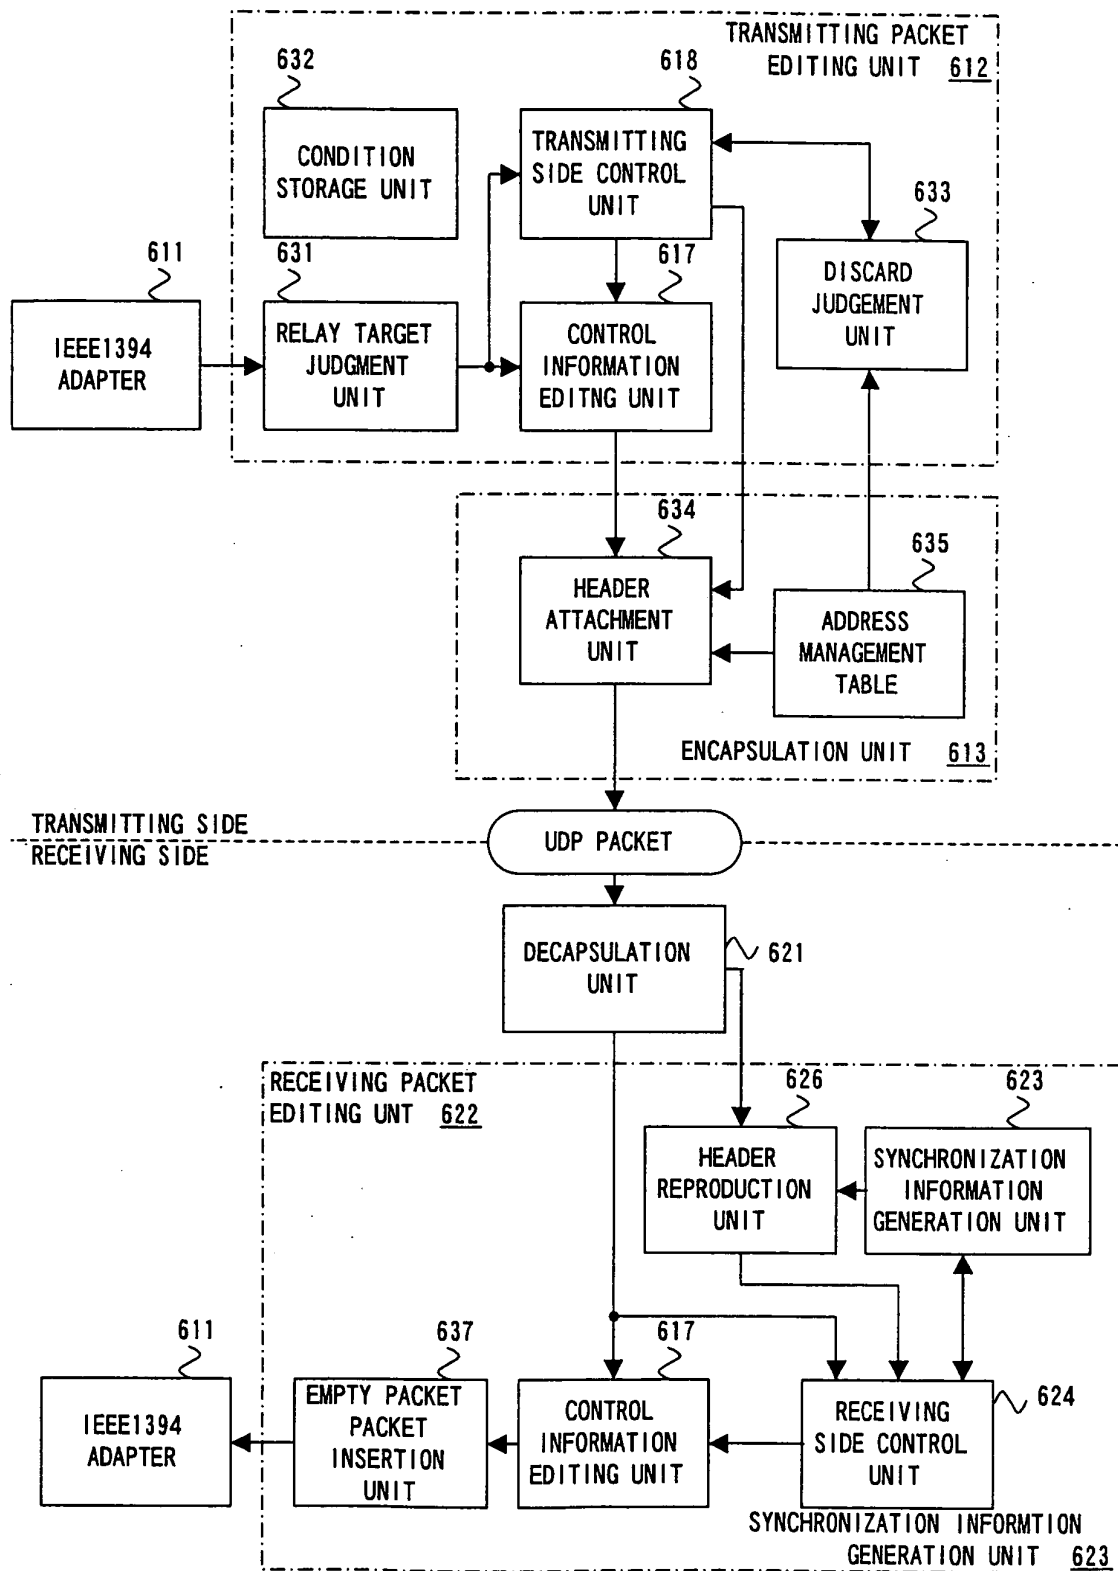 TRANSMITTING PACKET
EDITING UNIT 612
632
CONDITION
STORAGE UNIT
618
TRANSMITTING
SIDE CONTROL
UNIT
633
DISCARD
JUDGEMENT
UNIT
611
IEEE1394
ADAPTER
631
RELAY TARGET
JUDGMENT
UNIT
617
CONTROL
INFORMATION
EDITNG UNIT
634
HEADER
ATTACHMENT
UNIT
635
ADDRESS
MANAGEMENT
TABLE
ENCAPSULATION UNIT 613
TRANSMITTING SIDE
RECEIVING SIDE
UDP PACKET
DECAPSULATION
UNIT
621
RECEIVING PACKET
EDITING UNT 622
626
HEADER
REPRODUCTION
UNIT
623
SYNCHRONIZATION
INFORMATION
GENERATION UNIT
611
IEEE1394
ADAPTER
637
EMPTY PACKET
PACKET
INSERTION
UNIT
617
CONTROL
INFORMATION
EDITING UNIT
RECEIVING
SIDE CONTROL
UNIT
624
SYNCHRONIZATION INFORMTION
GENERATION UNIT 623